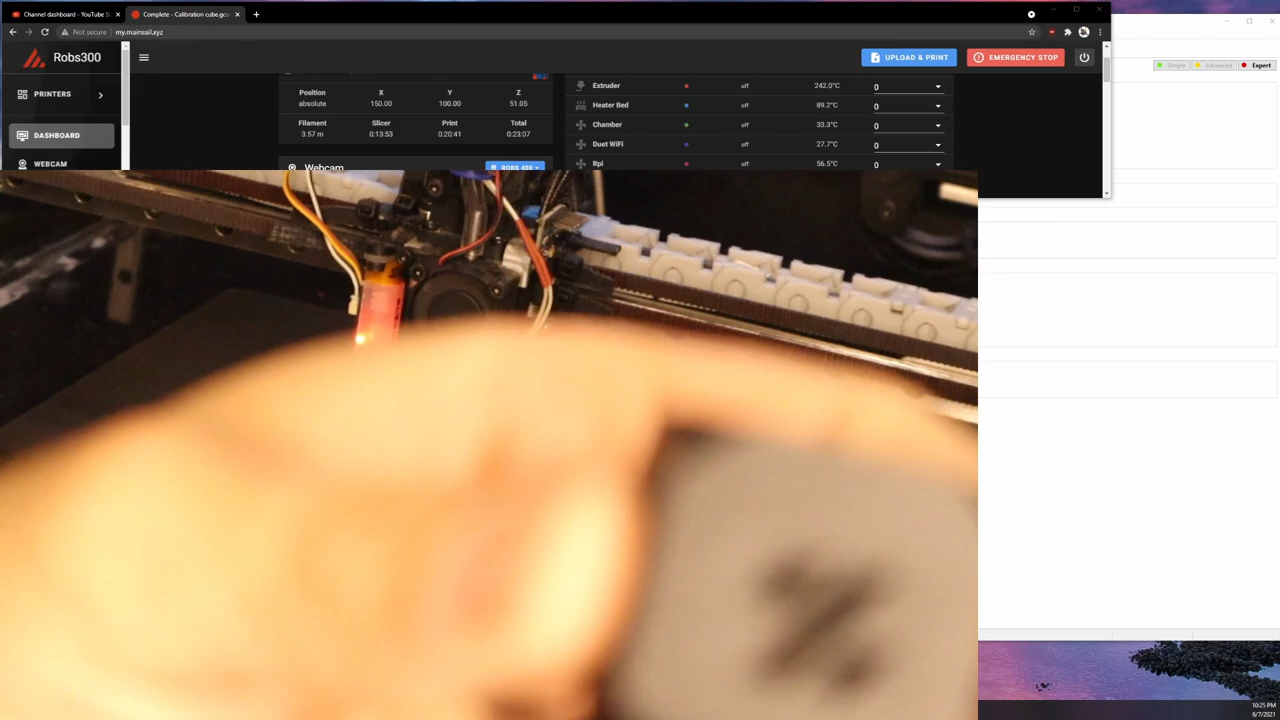 Channel dashboard - YouTube S
Complete - Calibration cube.gco
Not secure my.mainsail.xyz
Robs300
UPLOAD & PRINT
EMERGENCY STOP
Simple Advanced Expert
PRINTERS
DASHBOARD
WEBCAM
Position X Y Z
absolute 150.00 100.00 51.05
Filament Slicer Print Total
3.57 m 0:13:53 0:20:41 0:23:07
Webcam ROBS 400
Extruder off 242.0°C 0
Heater Bed off 89.2°C 0
Chamber off 33.3°C 0
Duet WiFi off 27.7°C 0
Rpi off 56.5°C 0
X
10:25 PM
6/7/2021